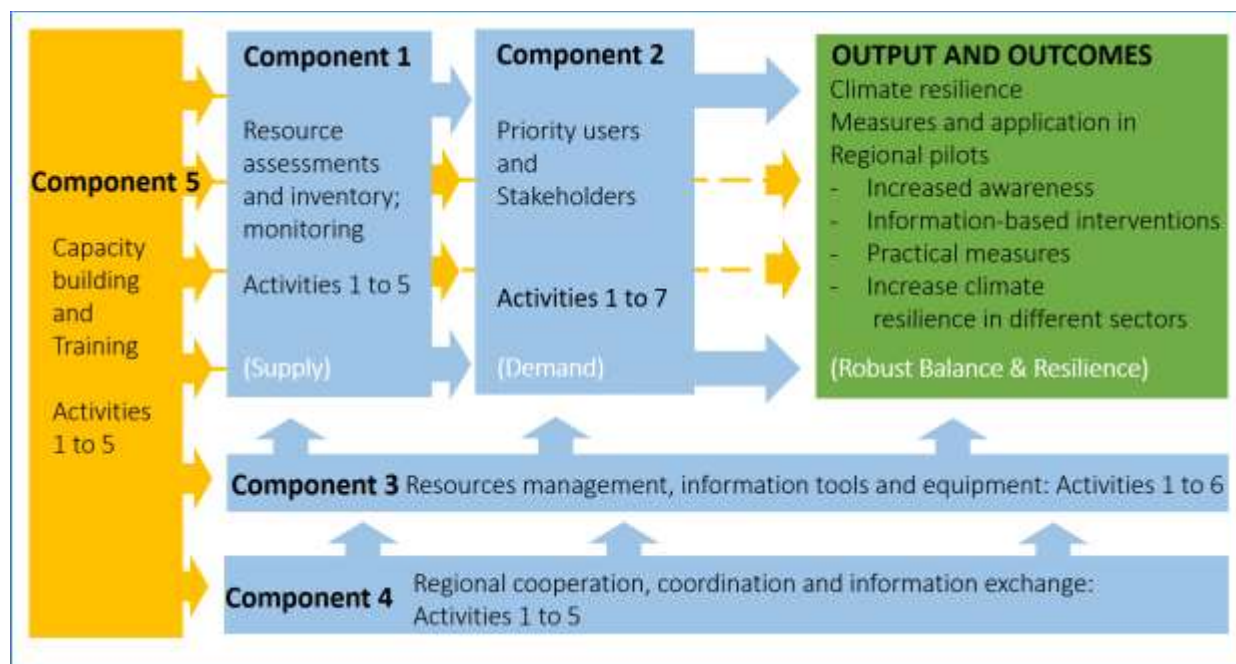 Component 5
Capacity
building
and
Training
Activities
1 to 5
Component 1
Resource
assessments
and inventory;
monitoring
Activities 1 to 5
(Supply)
Component 2
Priority users
and
Stakeholders
Activities 1 to 7
(Demand)
OUTPUT AND OUTCOMES
Climate resilience
Measures and application in
Regional pilots
- Increased awareness
- Information-based interventions
- Practical measures
- Increase climate
resilience in different sectors
(Robust Balance & Resilience)
Component 3 Resources management, information tools and equipment: Activities 1 to 6
Component 4 Regional cooperation, coordination and information exchange:
Activities 1 to 5